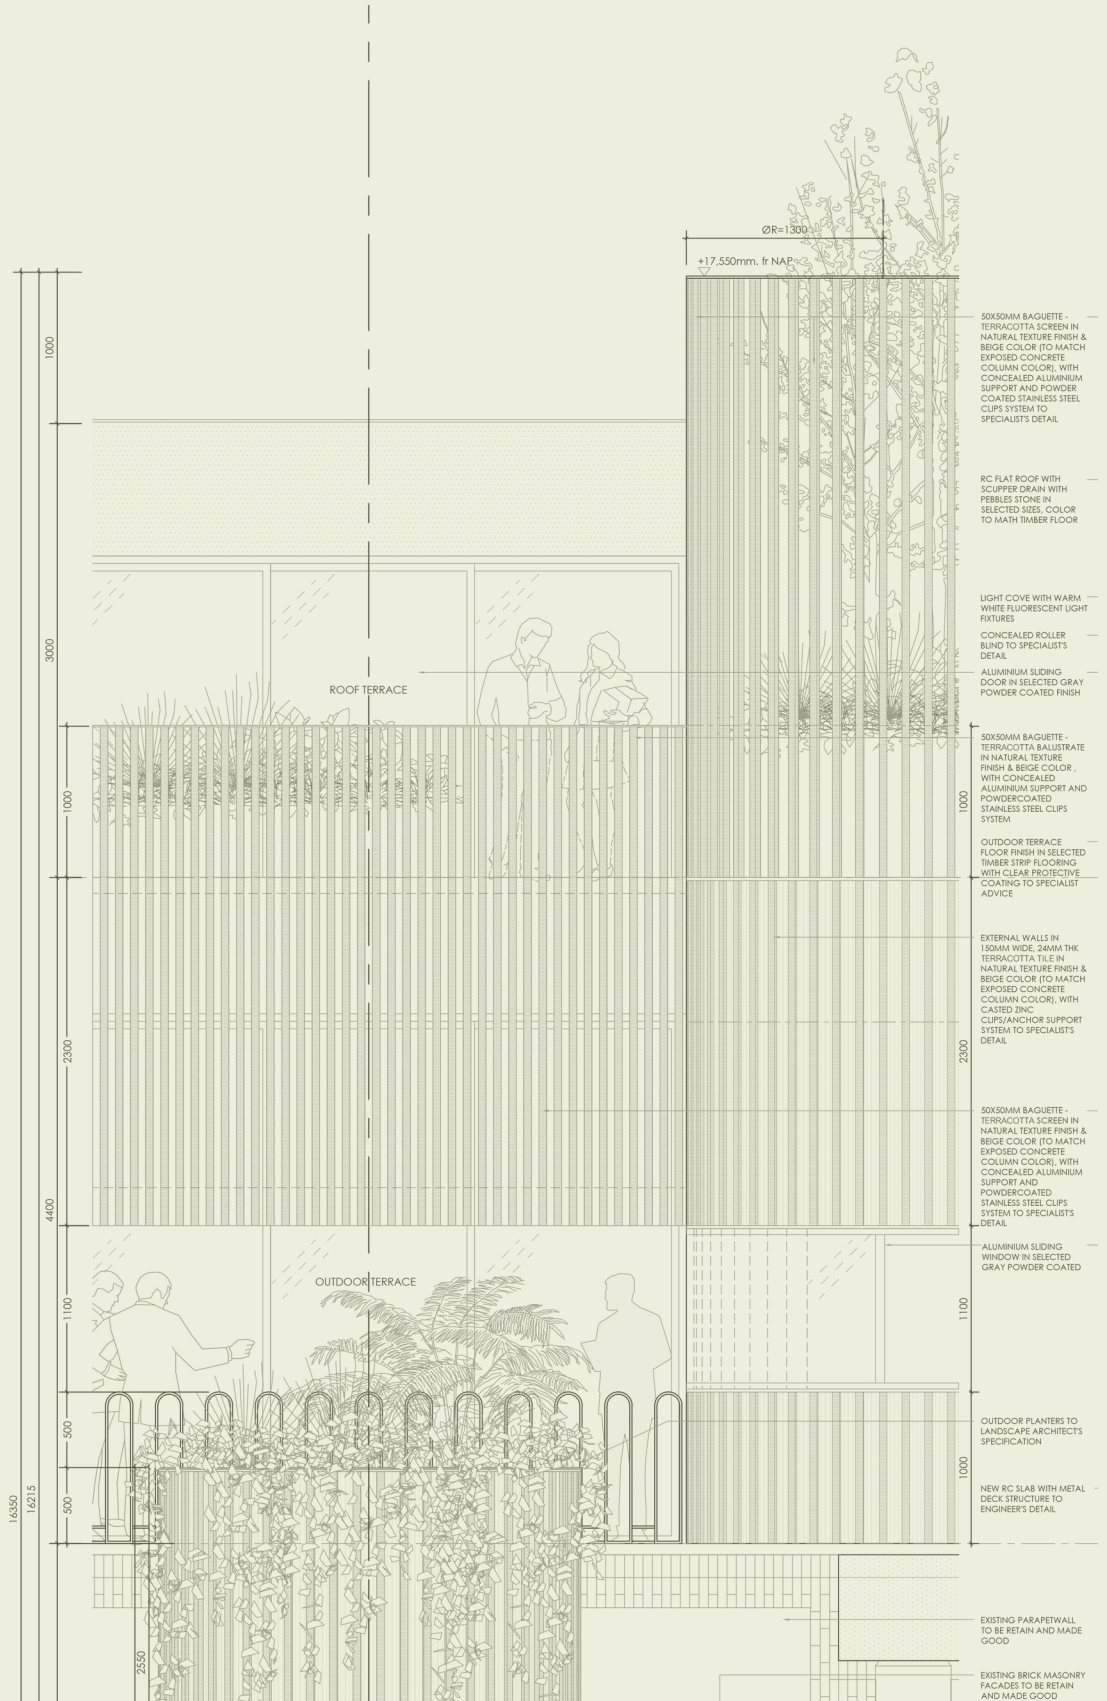 ØR=1300
+17,550mm. fr NAP
1000
3000
1000
2300
4400
1100
500
500
16350
16215
2550
ROOF TERRACE
OUTDOOR TERRACE
1000
2300
1100
1000
50X50MM BAGUETTE -
TERRACOTTA SCREEN IN
NATURAL TEXTURE FINISH &
BEIGE COLOR (TO MATCH
EXPOSED CONCRETE
COLUMN COLOR), WITH
CONCEALED ALUMINIUM
SUPPORT AND POWDER
COATED STAINLESS STEEL
CLIPS SYSTEM TO
SPECIALIST'S DETAIL
RC FLAT ROOF WITH
SCUPPER DRAIN WITH
PEBBLES STONE IN
SELECTED SIZES, COLOR
TO MATH TIMBER FLOOR
LIGHT COVE WITH WARM
WHITE FLUORESCENT LIGHT
FIXTURES
CONCEALED ROLLER
BLIND TO SPECIALIST'S
DETAIL
ALUMINIUM SLIDING
DOOR IN SELECTED GRAY
POWDER COATED FINISH
50X50MM BAGUETTE -
TERRACOTTA BALUSTRATE
IN NATURAL TEXTURE
FINISH & BEIGE COLOR ,
WITH CONCEALED
ALUMINIUM SUPPORT AND
POWDERCOATED
STAINLESS STEEL CLIPS
SYSTEM
OUTDOOR TERRACE
FLOOR FINISH IN SELECTED
TIMBER STRIP FLOORING
WITH CLEAR PROTECTIVE
COATING TO SPECIALIST
ADVICE
EXTERNAL WALLS IN
150MM WIDE, 24MM THK
TERRACOTTA TILE IN
NATURAL TEXTURE FINISH &
BEIGE COLOR (TO MATCH
EXPOSED CONCRETE
COLUMN COLOR), WITH
CASTED ZINC
CLIPS/ANCHOR SUPPORT
SYSTEM TO SPECIALIST'S
DETAIL
50X50MM BAGUETTE -
TERRACOTTA SCREEN IN
NATURAL TEXTURE FINISH &
BEIGE COLOR (TO MATCH
EXPOSED CONCRETE
COLUMN COLOR), WITH
CONCEALED ALUMINIUM
SUPPORT AND
POWDERCOATED
STAINLESS STEEL CLIPS
SYSTEM TO SPECIALIST'S
DETAIL
ALUMINIUM SLIDING
WINDOW IN SELECTED
GRAY POWDER COATED
OUTDOOR PLANTERS TO
LANDSCAPE ARCHITECT'S
SPECIFICATION
NEW RC SLAB WITH METAL
DECK STRUCTURE TO
ENGINEER'S DETAIL
EXISTING PARAPETWALL
TO BE RETAIN AND MADE
GOOD
EXISTING BRICK MASONRY
FACADES TO BE RETAIN
AND MADE GOOD